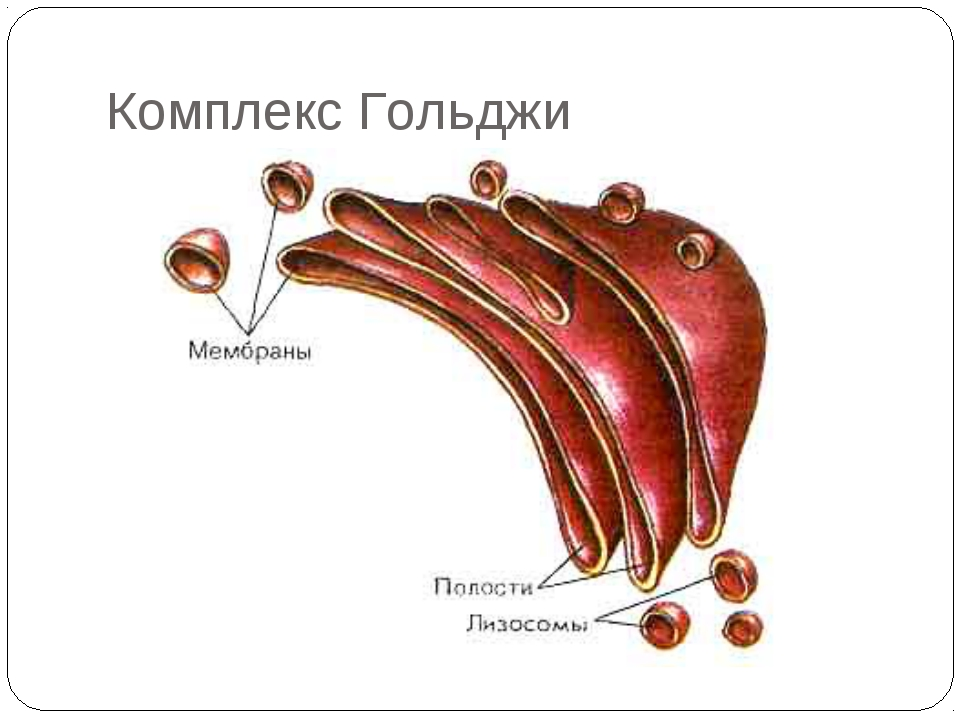 Комплекс Гольджи
Мембраны
Полости
Лизосомы